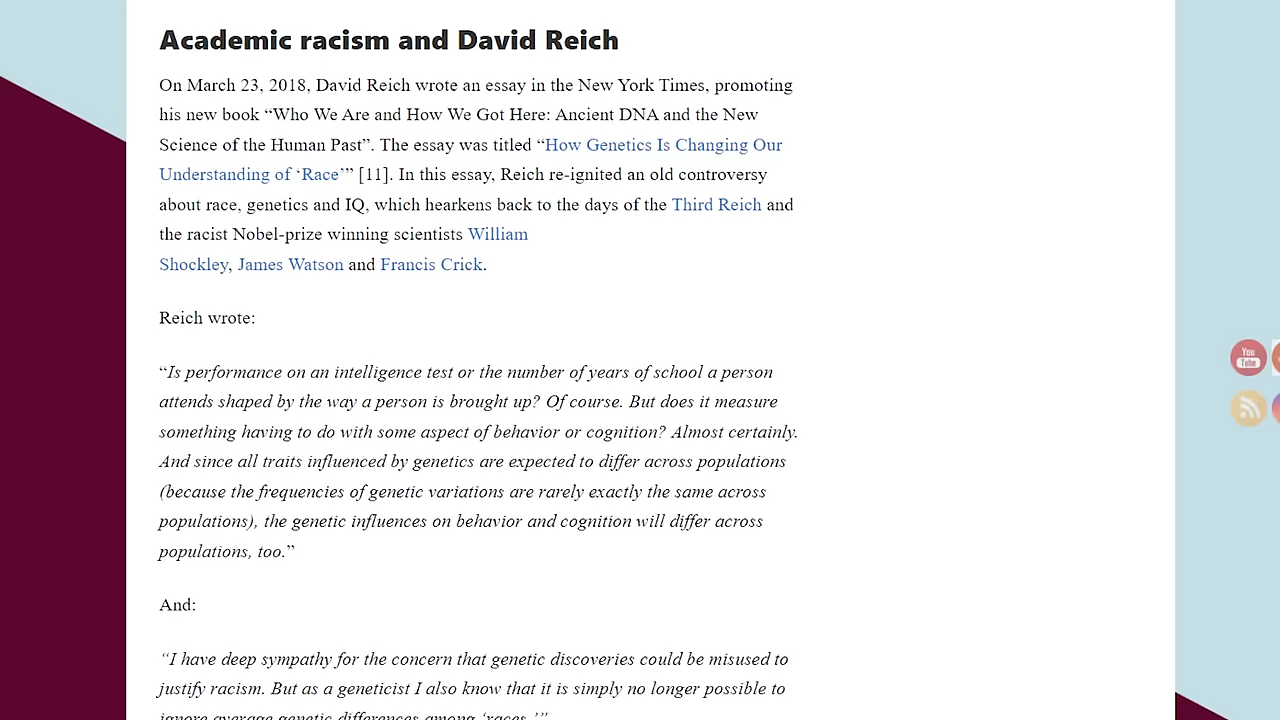 Academic racism and David Reich
On March 23, 2018, David Reich wrote an essay in the New York Times, promoting
his new book “Who We Are and How We Got Here: Ancient DNA and the New
Science of the Human Past”. The essay was titled “How Genetics Is Changing Our
Understanding of ‘Race’” [11]. In this essay, Reich re-ignited an old controversy
about race, genetics and IQ, which hearkens back to the days of the Third Reich and
the racist Nobel-prize winning scientists William
Shockley, James Watson and Francis Crick.
Reich wrote:
“Is performance on an intelligence test or the number of years of school a person
attends shaped by the way a person is brought up? Of course. But does it measure
something having to do with some aspect of behavior or cognition? Almost certainly.
And since all traits influenced by genetics are expected to differ across populations
(because the frequencies of genetic variations are rarely exactly the same across
populations), the genetic influences on behavior and cognition will differ across
populations, too.”
And:
“I have deep sympathy for the concern that genetic discoveries could be misused to
justify racism. But as a geneticist I also know that it is simply no longer possible to
ignore average genetic differences among ‘races.’”
You
Tube